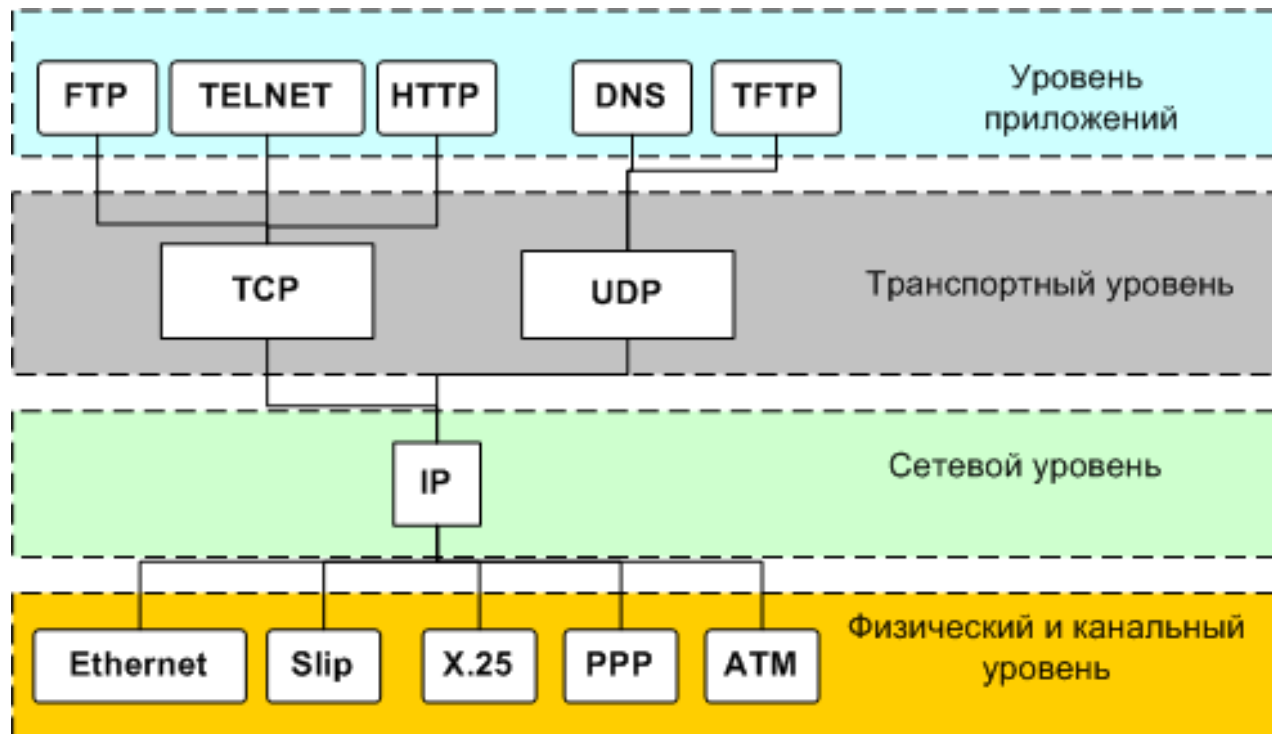 FTP TELNET HTTP DNS TFTP
Уровень
приложений
TCP UDP
Транспортный уровень
IP
Сетевой уровень
Ethernet Slip X.25 PPP ATM
Физический и канальный
уровень